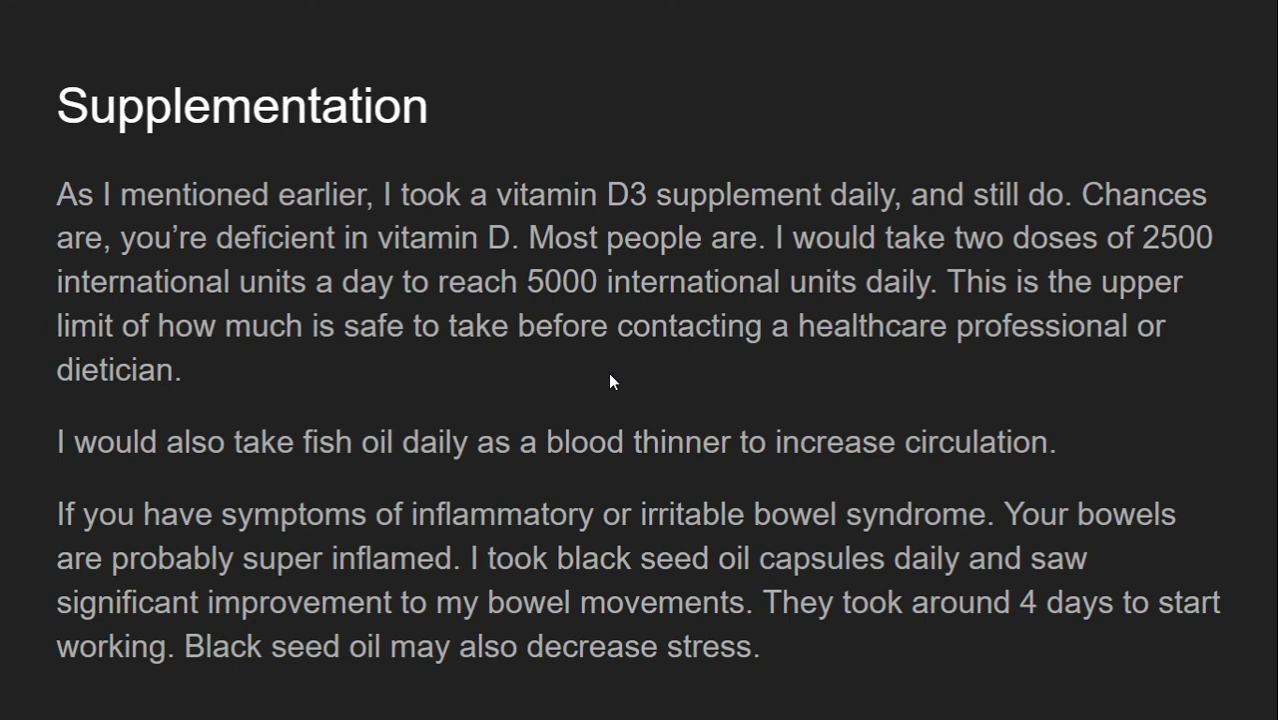 Supplementation
As I mentioned earlier, I took a vitamin D3 supplement daily, and still do. Chances
are, you’re deficient in vitamin D. Most people are. I would take two doses of 2500
international units a day to reach 5000 international units daily. This is the upper
limit of how much is safe to take before contacting a healthcare professional or
dietician.
I would also take fish oil daily as a blood thinner to increase circulation.
If you have symptoms of inflammatory or irritable bowel syndrome. Your bowels
are probably super inflamed. I took black seed oil capsules daily and saw
significant improvement to my bowel movements. They took around 4 days to start
working. Black seed oil may also decrease stress.